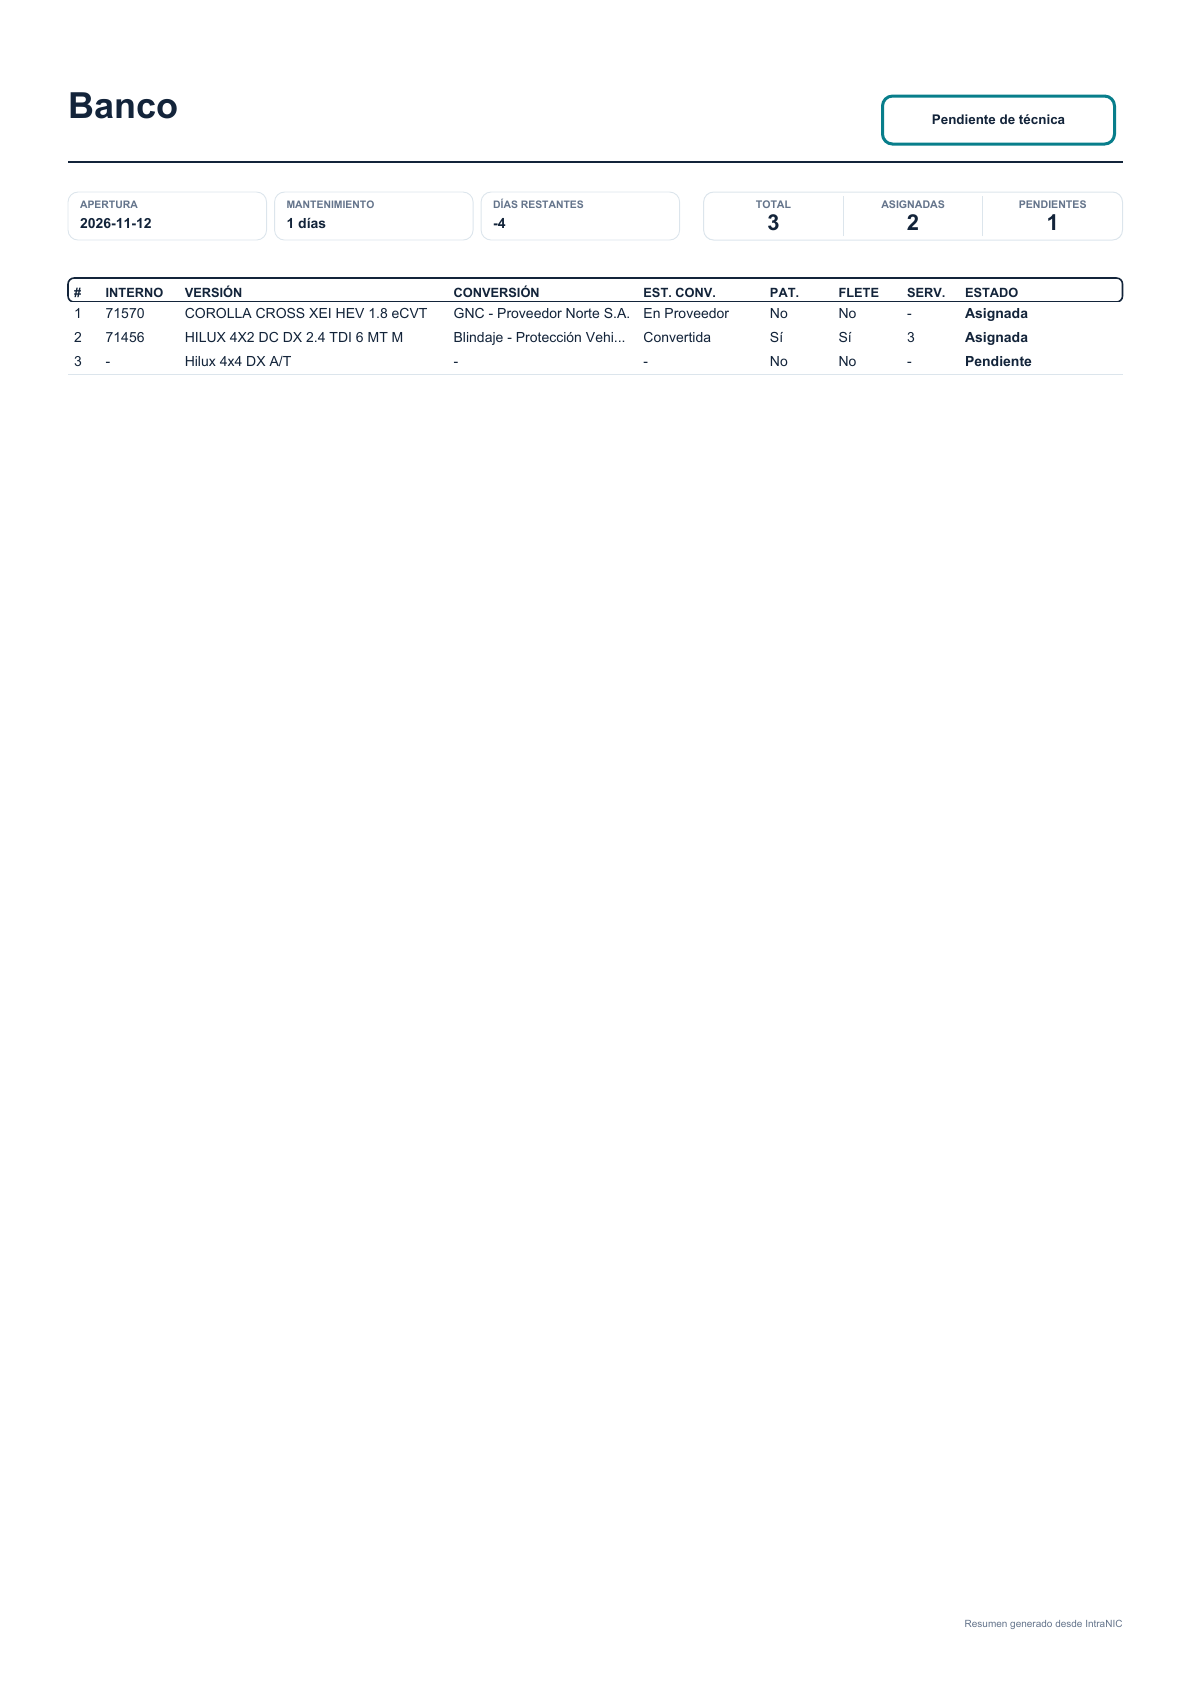 Banco
Pendiente de técnica
APERTURA MANTENIMIENTO DÍAS RESTANTES TOTAL ASIGNADAS PENDIENTES
2026-11-12 1 días -4 3 2 1
# INTERNO VERSIÓN CONVERSIÓN EST. CONV. PAT. FLETE SERV. ESTADO
1 71570 COROLLA CROSS XEI HEV 1.8 eCVT GNC - Proveedor Norte S.A. En Proveedor No No - Asignada
2 71456 HILUX 4X2 DC DX 2.4 TDI 6 MT M Blindaje - Protección Vehi... Convertida Sí Sí 3 Asignada
3 - Hilux 4x4 DX A/T - - No No - Pendiente
Resumen generado desde IntraNIC